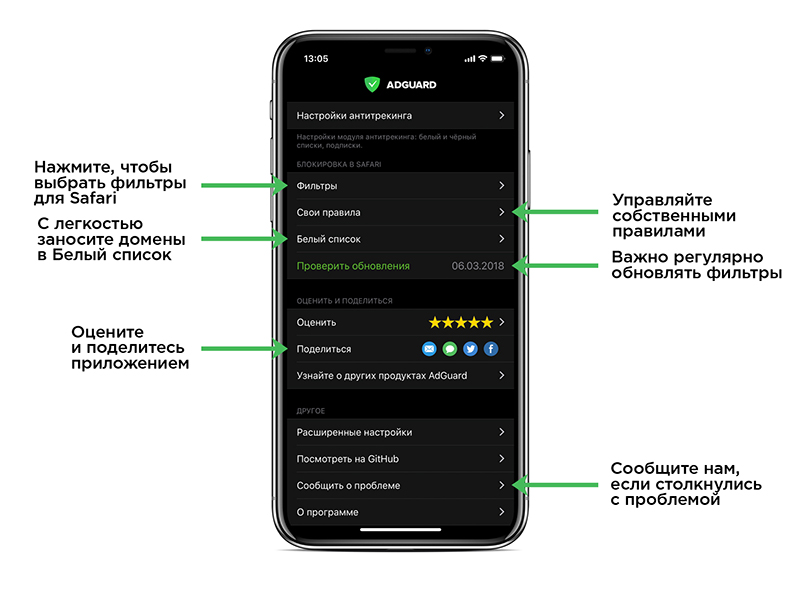 13:05
ADGUARD
Настройки антитрекинга
Настройки модуля антитрекинга: белый и чёрный
списки, подписки.
БЛОКИРОВКА В SAFARI
Фильтры
Свои правила
Белый список
Проверить обновления 06.03.2018
ОЦЕНИТЬ И ПОДЕЛИТЬСЯ
Оценить
Поделиться
Узнайте о других продуктах AdGuard
ДРУГОЕ
Расширенные настройки
Посмотреть на GitHub
Сообщить о проблеме
О программе
Нажмите, чтобы
выбрать фильтры
для Safari
С легкостью
заносите домены
в Белый список
Оцените
и поделитесь
приложением
Управляйте
собственными
правилами
Важно регулярно
обновлять фильтры
Сообщите нам,
если столкнулись
с проблемой